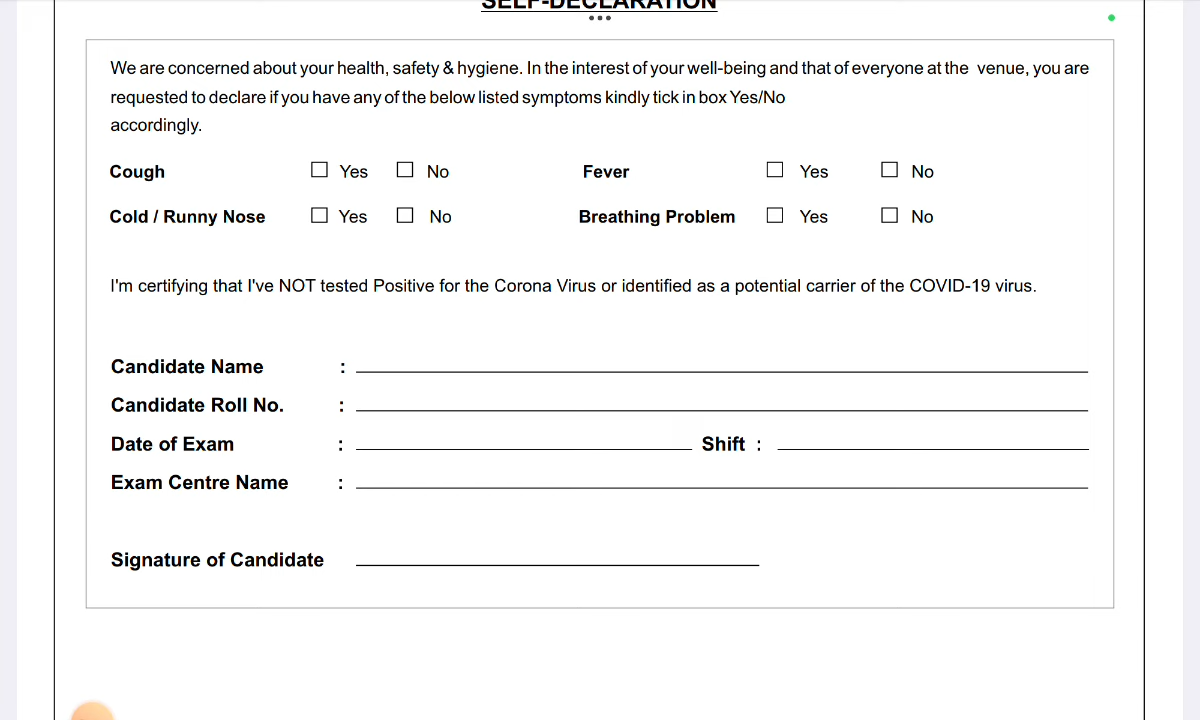 SELF-DECLARATION
We are concerned about your health, safety & hygiene. In the interest of your well-being and that of everyone at the venue, you are
requested to declare if you have any of the below listed symptoms kindly tick in box Yes/No
accordingly.
Cough ☐ Yes ☐ No Fever ☐ Yes ☐ No
Cold / Runny Nose ☐ Yes ☐ No Breathing Problem ☐ Yes ☐ No
I'm certifying that I've NOT tested Positive for the Corona Virus or identified as a potential carrier of the COVID-19 virus.
Candidate Name :
Candidate Roll No. :
Date of Exam : Shift :
Exam Centre Name :
Signature of Candidate